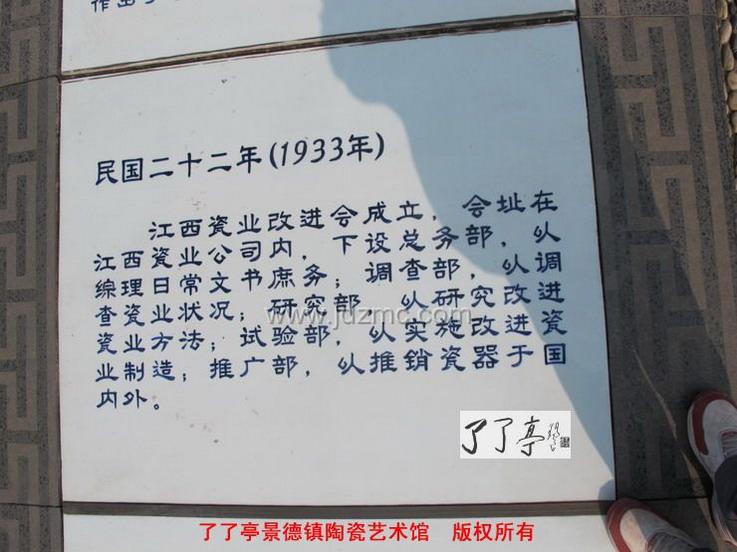 民国二十二年(1933年)
江西瓷业改进会成立，会址在
江西瓷业公司内，下设总务部，以
综理日常文书庶务；调查部，以调
查瓷业状况；研究部，以研究改进
瓷业方法；试验部，以实施改进瓷
业制造；推广部，以推销瓷器于国
内外。
www.jdzmc.com
了了亭
了了亭景德镇陶瓷艺术馆 版权所有